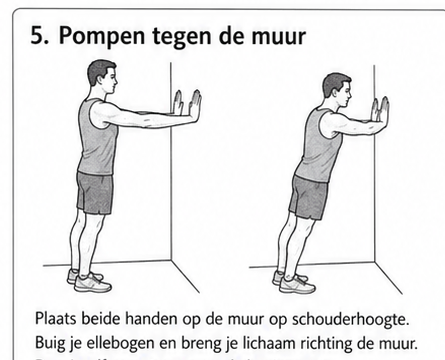 5. Pompen tegen de muur
Plaats beide handen op de muur op schouderhoogte.
Buig je ellebogen en breng je lichaam richting de muur.